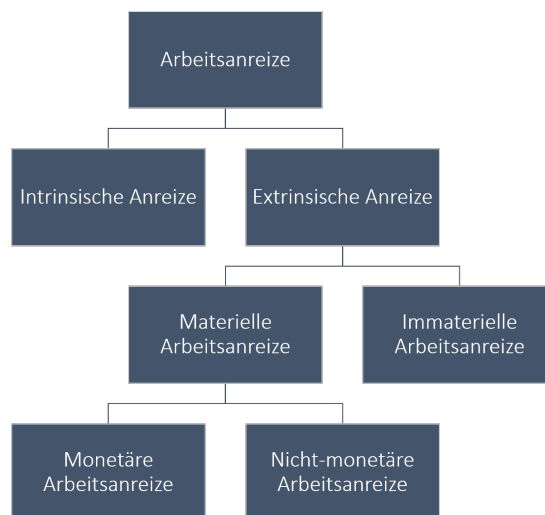 Arbeitsanreize
Intrinsische Anreize
Extrinsische Anreize
Materielle
Arbeitsanreize
Immaterielle
Arbeitsanreize
Monetäre
Arbeitsanreize
Nicht-monetäre
Arbeitsanreize